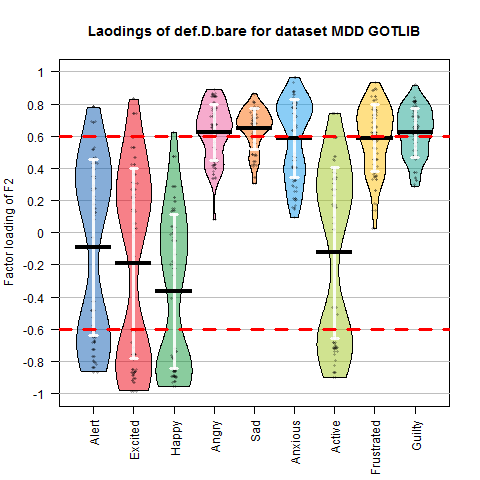 Laodings of def.D.bare for dataset MDD GOTLIB
Factor loading of F2
1
0.8
0.6
0.4
0.2
0
-0.2
-0.4
-0.6
-0.8
-1
Alert
Excited
Happy
Angry
Sad
Anxious
Active
Frustrated
Guilty